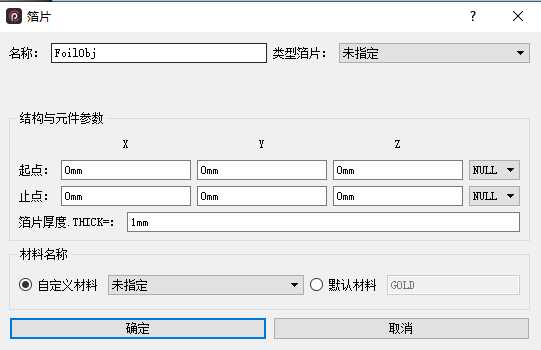 箔片
名称： FoilObj 类型箔片： 未指定
结构与元件参数
X Y Z
起点： 0mm 0mm 0mm NULL
止点： 0mm 0mm 0mm NULL
箔片厚度.THICK=： 1mm
材料名称
自定义材料 未指定 默认材料 GOLD
确定 取消